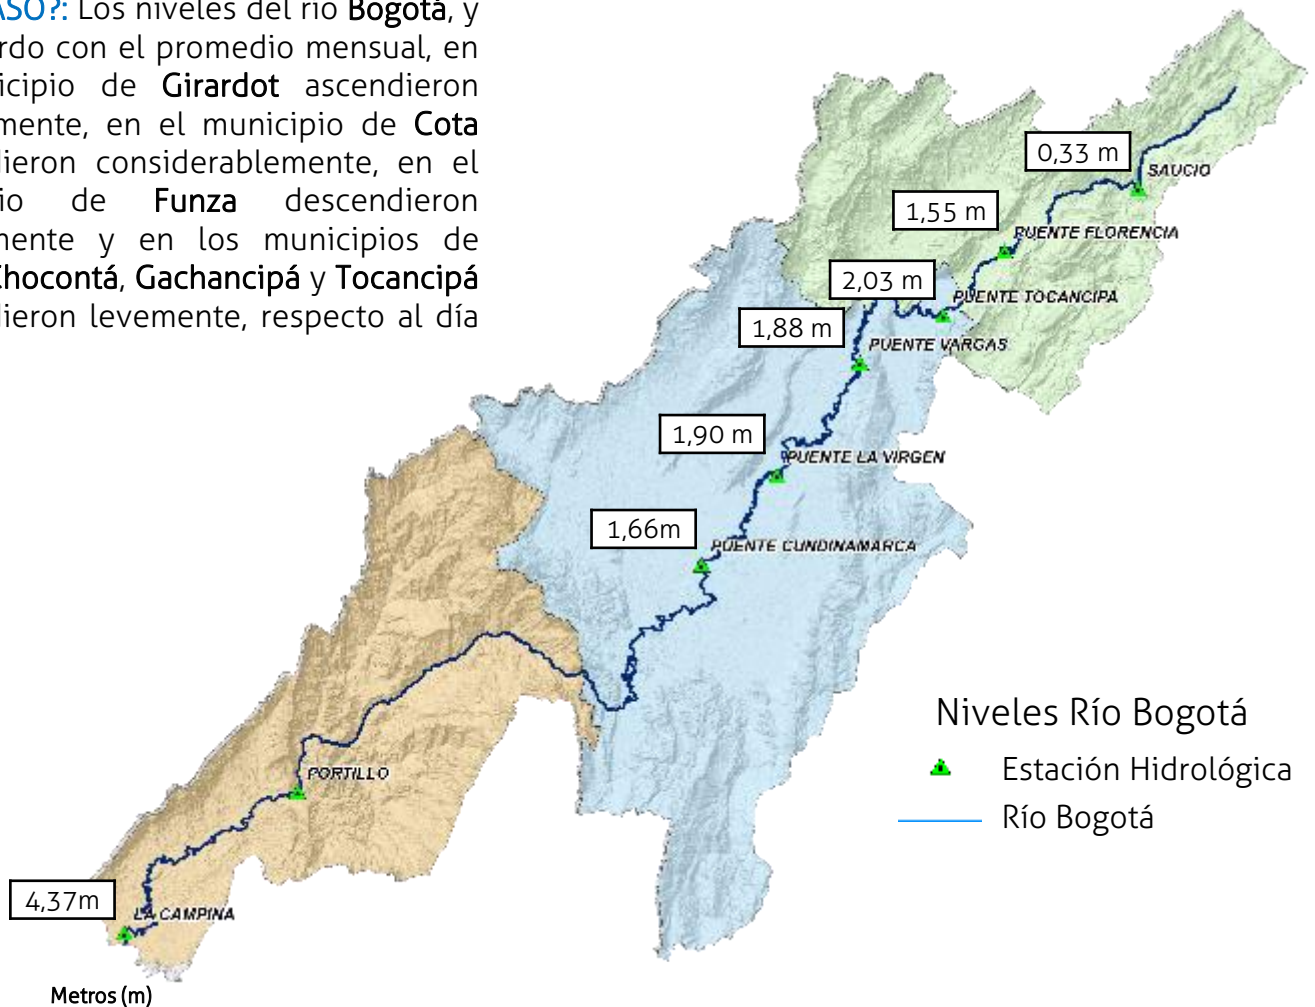 ASO?: Los niveles del río Bogotá, y
rdo con el promedio mensual, en
icipio de Girardot ascendieron
mente, en el municipio de Cota
dieron considerablemente, en el
io de Funza descendieron
mente y en los municipios de
Chocontá, Gachancipá y Tocancipá
dieron levemente, respecto al día
0,33 m
SAUCIO
1,55 m
PUENTE FLORENCIA
2,03 m
PUENTE TOCANCIPA
1,88 m
PUENTE VARGAS
1,90 m
PUENTE LA VIRGEN
1,66m
PUENTE CUNDINAMARCA
Niveles Río Bogotá
Estación Hidrológica
Río Bogotá
PORTILLO
4,37m
LA CAMPINA
Metros (m)